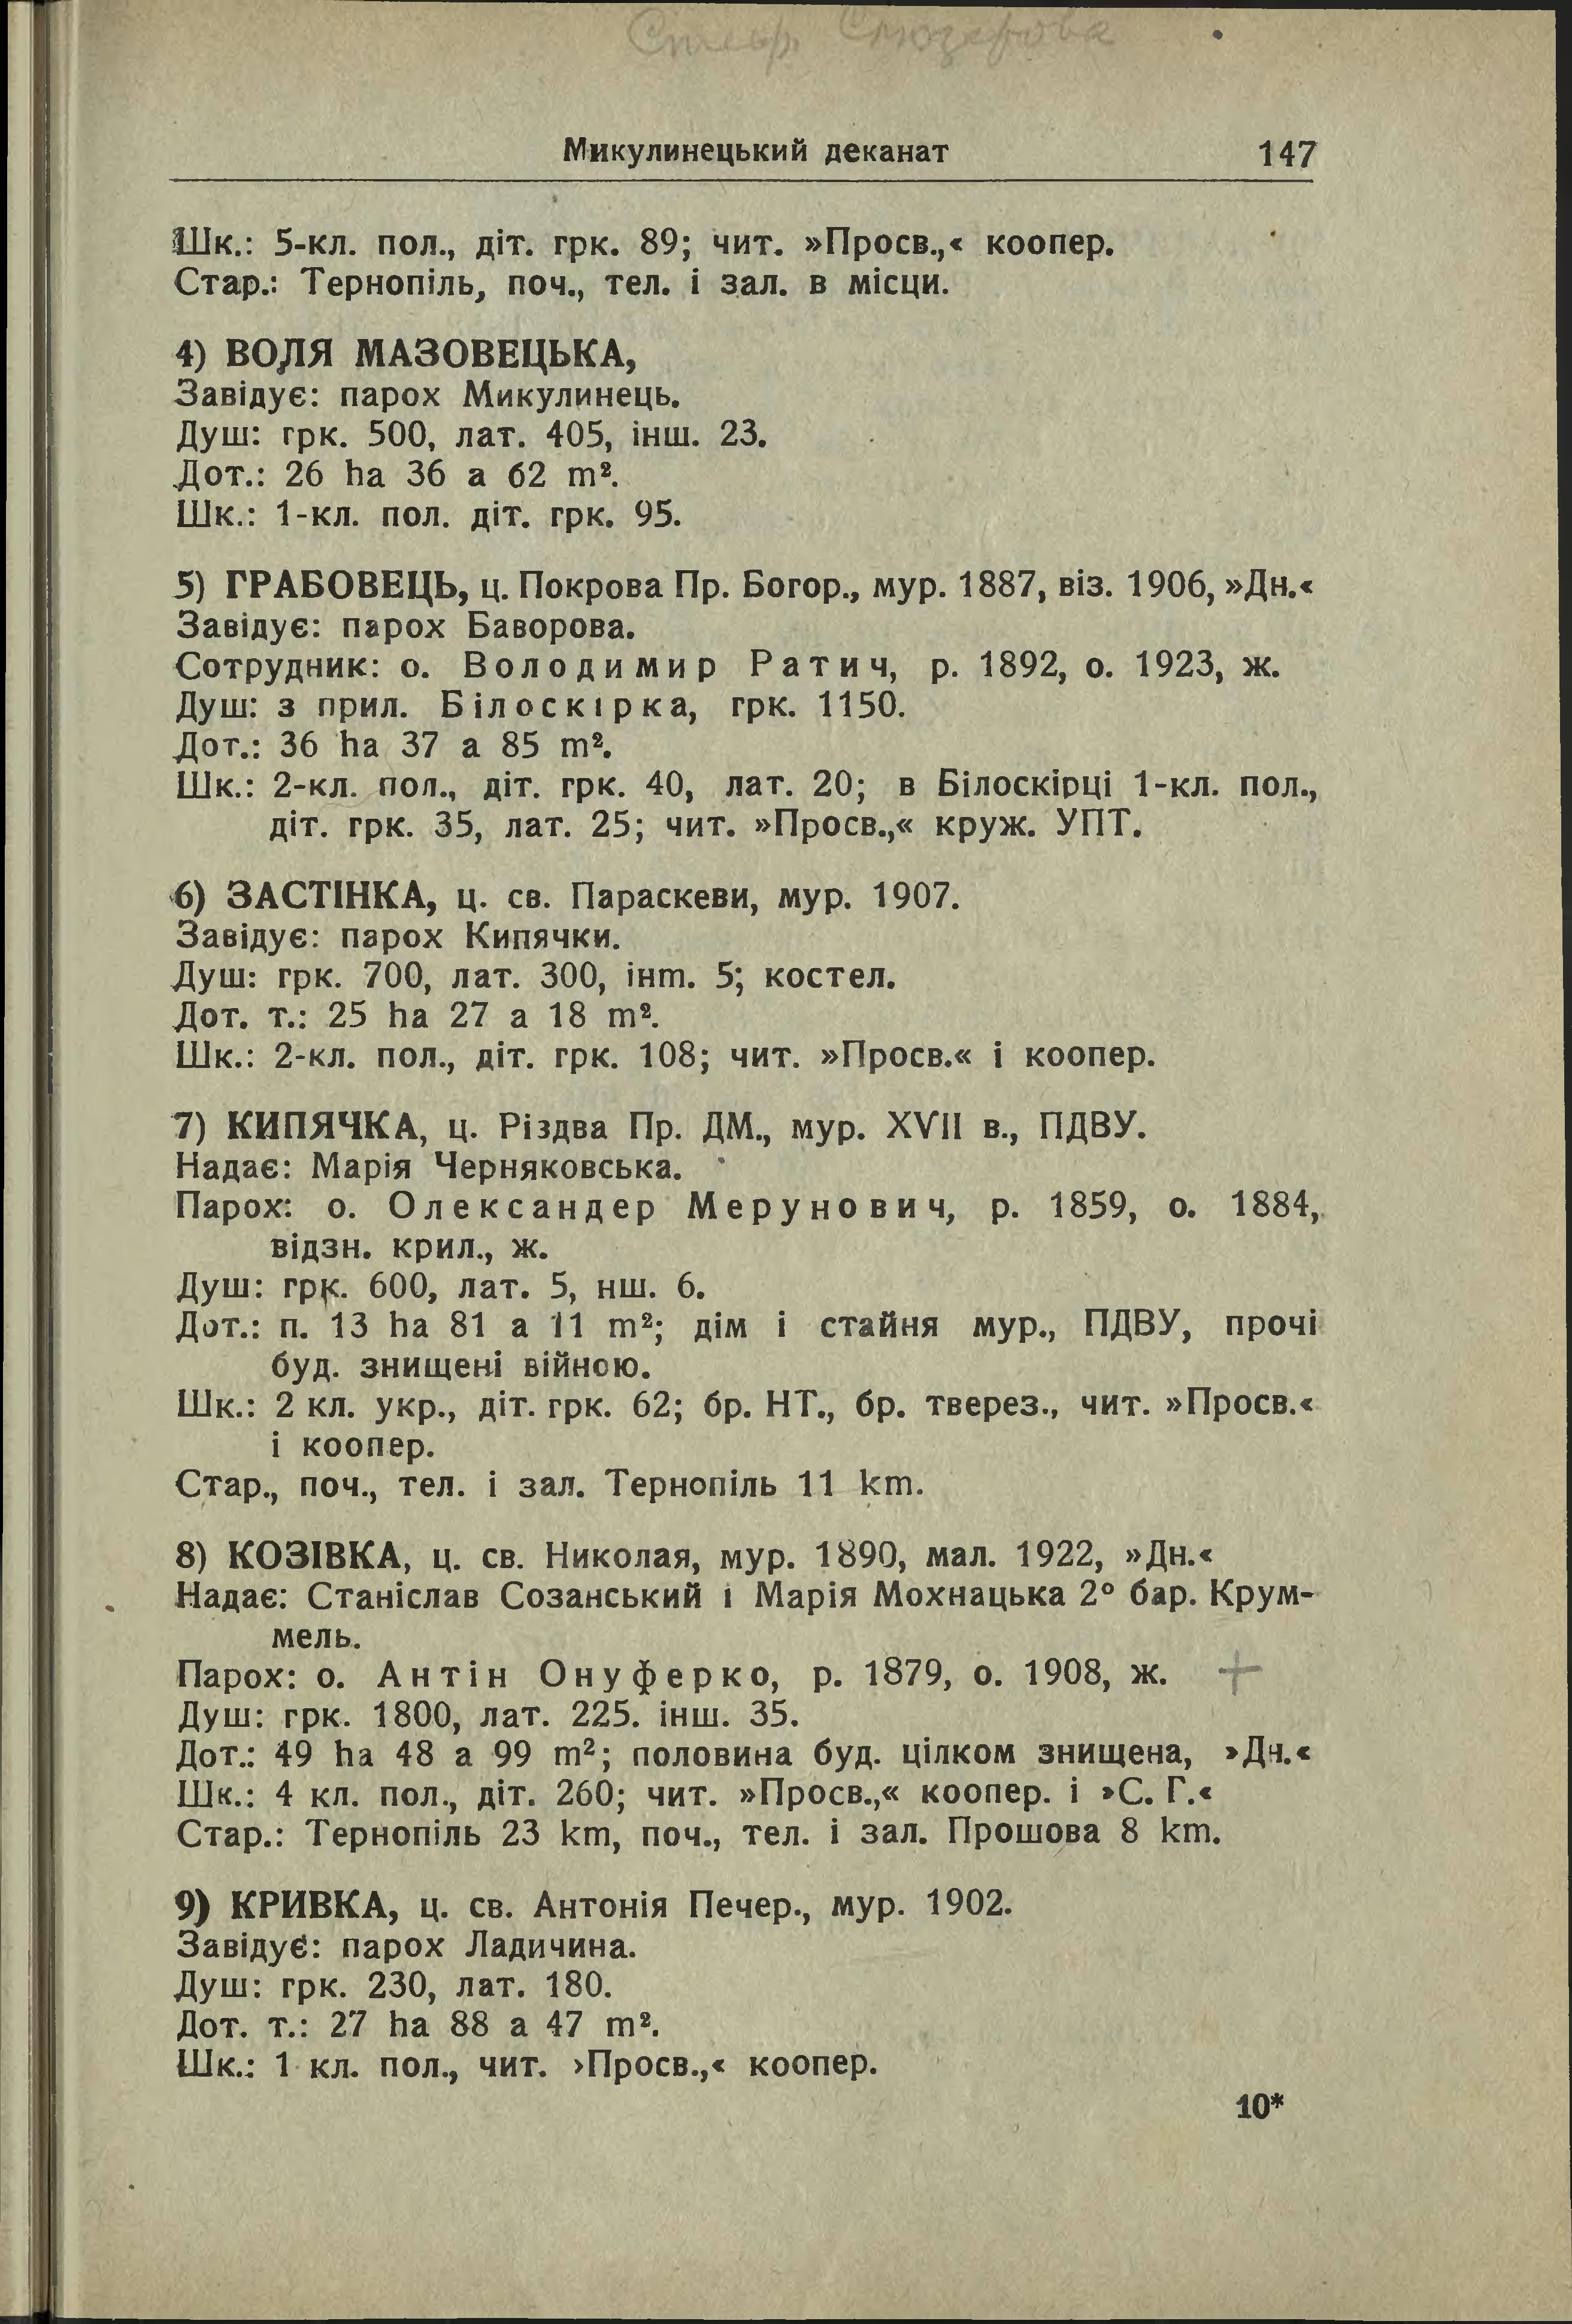 Микулинецький деканат 147
Шк.: 5-кл. пол., діт. грк. 89; чит. »Просв.,« коопер.
Стар.: Тернопіль, поч., тел. і зал. в місци.
4) ВОЛЯ МАЗОВЕЦЬКА,
Завідує: парох Микулинець.
Душ: грк. 500, лат. 405, інш. 23.
Дот.: 26 ha 36 a 62 m².
Шк.: 1-кл. пол. діт. грк. 95.
5) ГРАБОВЕЦЬ, ц. Покрова Пр. Богор., мур. 1887, віз. 1906, »Дн.«
Завідує: парох Баворова.
Сотрудник: о. Володимир Ратич, р. 1892, о. 1923, ж.
Душ: з прил. Білоскірка, грк. 1150.
Дот.: 36 ha 37 a 85 m².
Шк.: 2-кл. пол., діт. грк. 40, лат. 20; в Білоскірці 1-кл. пол.,
діт. грк. 35, лат. 25; чит. »Просв.,« круж. УПТ.
6) ЗАСТІНКА, ц. св. Параскеви, мур. 1907.
Завідує: парох Кипячки.
Душ: грк. 700, лат. 300, інт. 5; костел.
Дот. т.: 25 ha 27 a 18 m².
Шк.: 2-кл. пол., діт. грк. 108; чит. »Просв.« і коопер.
7) КИПЯЧКА, ц. Різдва Пр. ДМ., мур. XVII в., ПДВУ.
Надає: Марія Черняковська.
Парох: о. Олександер Мерунович, р. 1859, о. 1884,
відзн. крил., ж.
Душ: грк. 600, лат. 5, нш. 6.
Дот.: п. 13 ha 81 a 11 m²; дім і стайня мур., ПДВУ, прочі
буд. знищені війною.
Шк.: 2 кл. укр., діт. грк. 62; бр. НТ., бр. тверез., чит. »Просв.«
і коопер.
Стар., поч., тел. і зал. Тернопіль 11 km.
8) КОЗІВКА, ц. св. Николая, мур. 1890, мал. 1922, »Дн.«
Надає: Станіслав Созанський і Марія Мохнацька 2° бар. Крум-
мель.
Парох: о. Антін Онуферко, р. 1879, о. 1908, ж. +
Душ: грк. 1800, лат. 225. інш. 35.
Дот.: 49 ha 48 a 99 m²; половина буд. цілком знищена, »Дн.«
Шк.: 4 кл. пол., діт. 260; чит. »Просв.,« коопер. і »С. Г.«
Стар.: Тернопіль 23 km, поч., тел. і зал. Прошова 8 km.
9) КРИВКА, ц. св. Антонія Печер., мур. 1902.
Завідує: парох Ладичина.
Душ: грк. 230, лат. 180.
Дот. т.: 27 ha 88 a 47 m².
Шк.: 1 кл. пол., чит. ›Просв.,« коопер.
10*